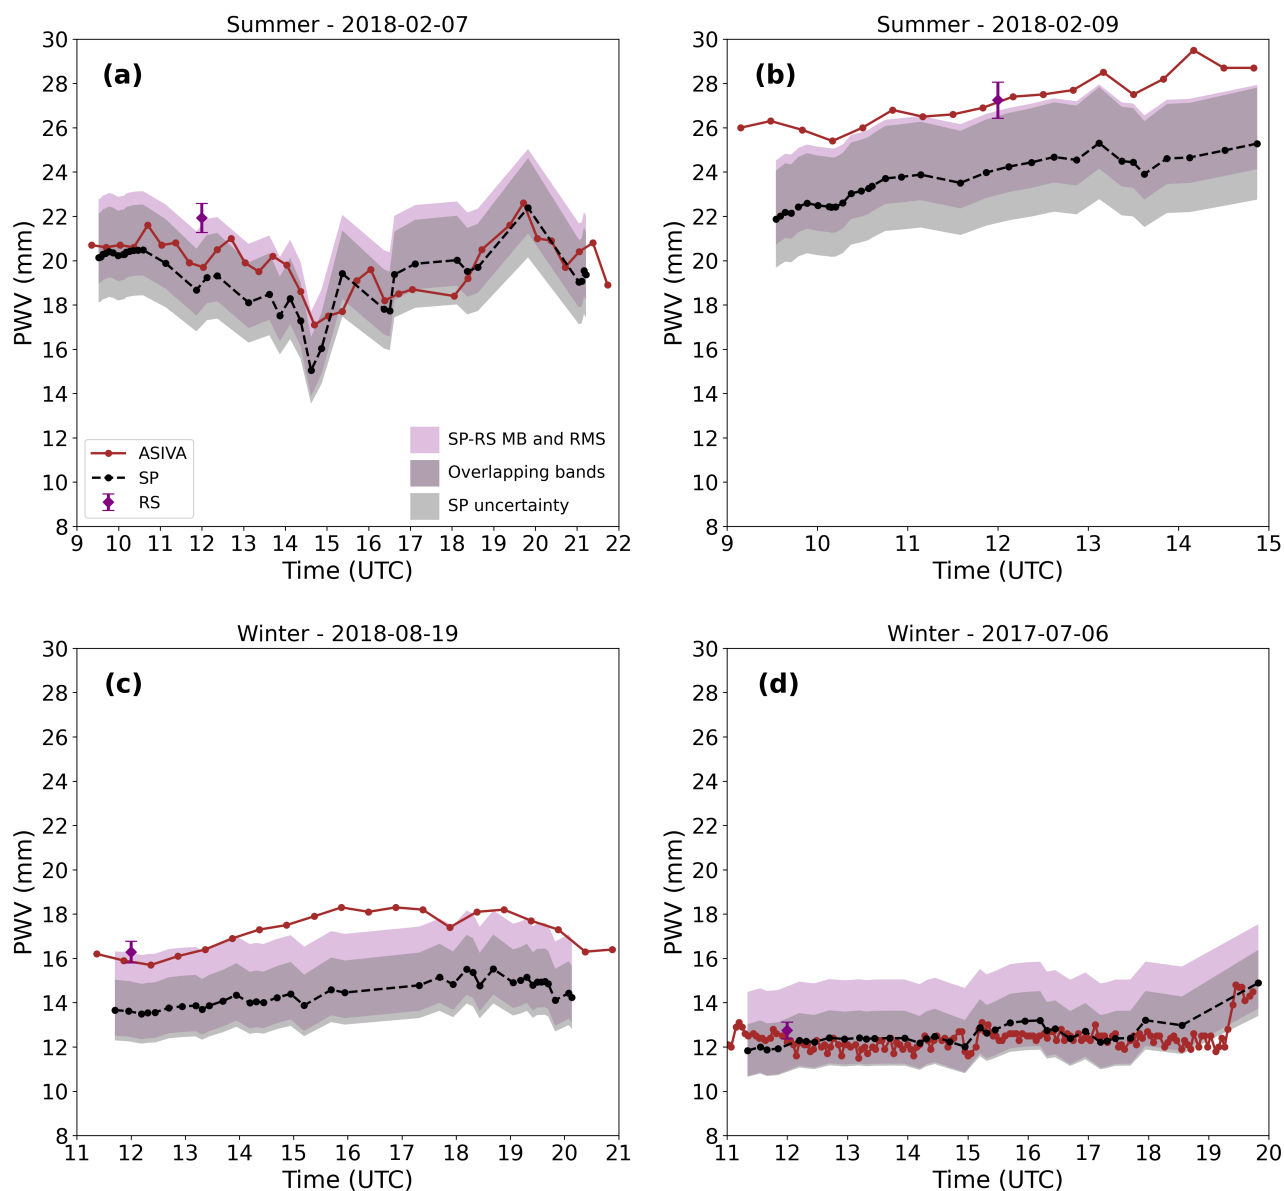 Summer - 2018-02-07
(a)
30
28
26
24
22
20
18
16
14
12
10
8
PWV (mm)
ASIVA
SP
RS
SP-RS MB and RMS
Overlapping bands
SP uncertainty
9 10 11 12 13 14 15 16 17 18 19 20 21 22
Time (UTC)
Summer - 2018-02-09
(b)
30
28
26
24
22
20
18
16
14
12
10
8
PWV (mm)
9 10 11 12 13 14 15
Time (UTC)
Winter - 2018-08-19
(c)
30
28
26
24
22
20
18
16
14
12
10
8
PWV (mm)
11 12 13 14 15 16 17 18 19 20 21
Time (UTC)
Winter - 2017-07-06
(d)
30
28
26
24
22
20
18
16
14
12
10
8
PWV (mm)
11 12 13 14 15 16 17 18 19 20
Time (UTC)